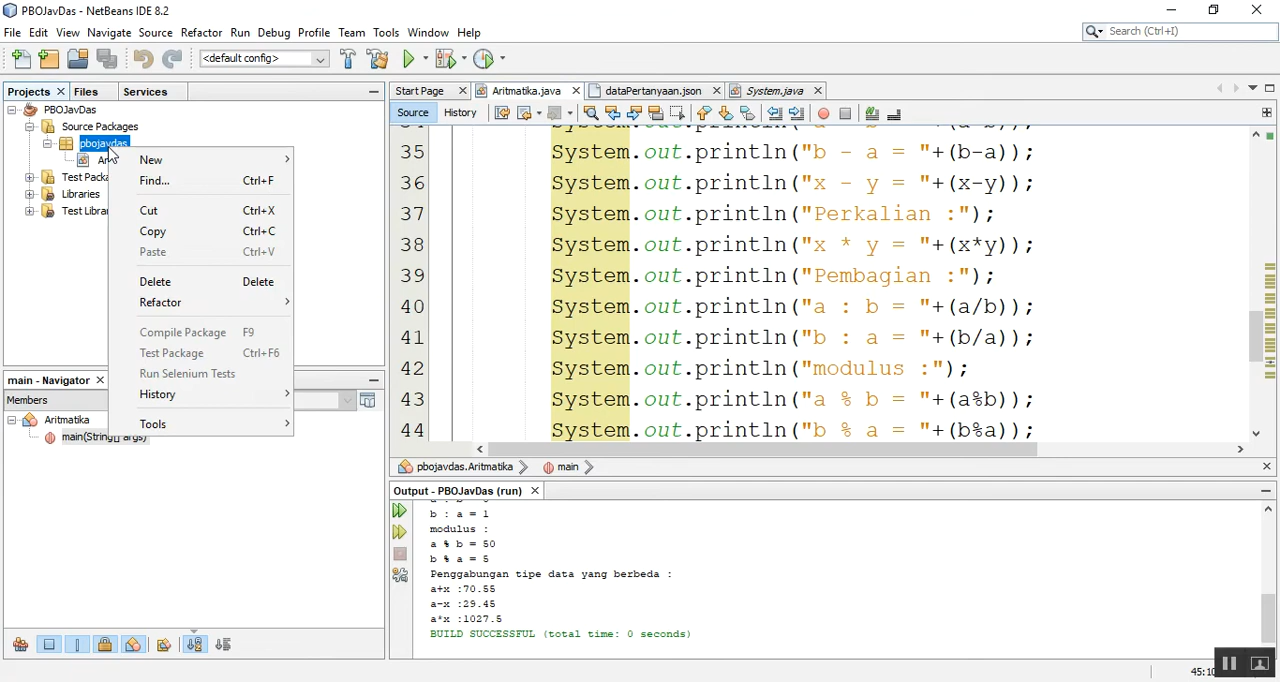 PBOJavDas - NetBeans IDE 8.2
File Edit View Navigate Source Refactor Run Debug Profile Team Tools Window Help
Search (Ctrl+I)
<default config>
Projects Files Services
PBOJavDas
Source Packages
pbojavdas
Libraries
New
Find... Ctrl+F
Cut Ctrl+X
Copy Ctrl+C
Paste Ctrl+V
Delete Delete
Refactor
Compile Package F9
Test Package Ctrl+F6
Run Selenium Tests
History
Tools
main - Navigator
Members
Aritmatika
main(String[] args)
Start Page Aritmatika.java dataPertanyaan.json System.java
Source History
35 System.out.println("b - a = "+(b-a));
36 System.out.println("x - y = "+(x-y));
37 System.out.println("Perkalian :");
38 System.out.println("x * y = "+(x*y));
39 System.out.println("Pembagian :");
40 System.out.println("a : b = "+(a/b));
41 System.out.println("b : a = "+(b/a));
42 System.out.println("modulus :");
43 System.out.println("a % b = "+(a%b));
44 System.out.println("b % a = "+(b%a));
pbojavdas.Aritmatika main
Output - PBOJavDas (run)
b : a = 1
modulus :
a % b = 50
b % a = 5
Penggabungan tipe data yang berbeda :
a+x :70.55
a-x :29.45
a*x :1027.5
BUILD SUCCESSFUL (total time: 0 seconds)